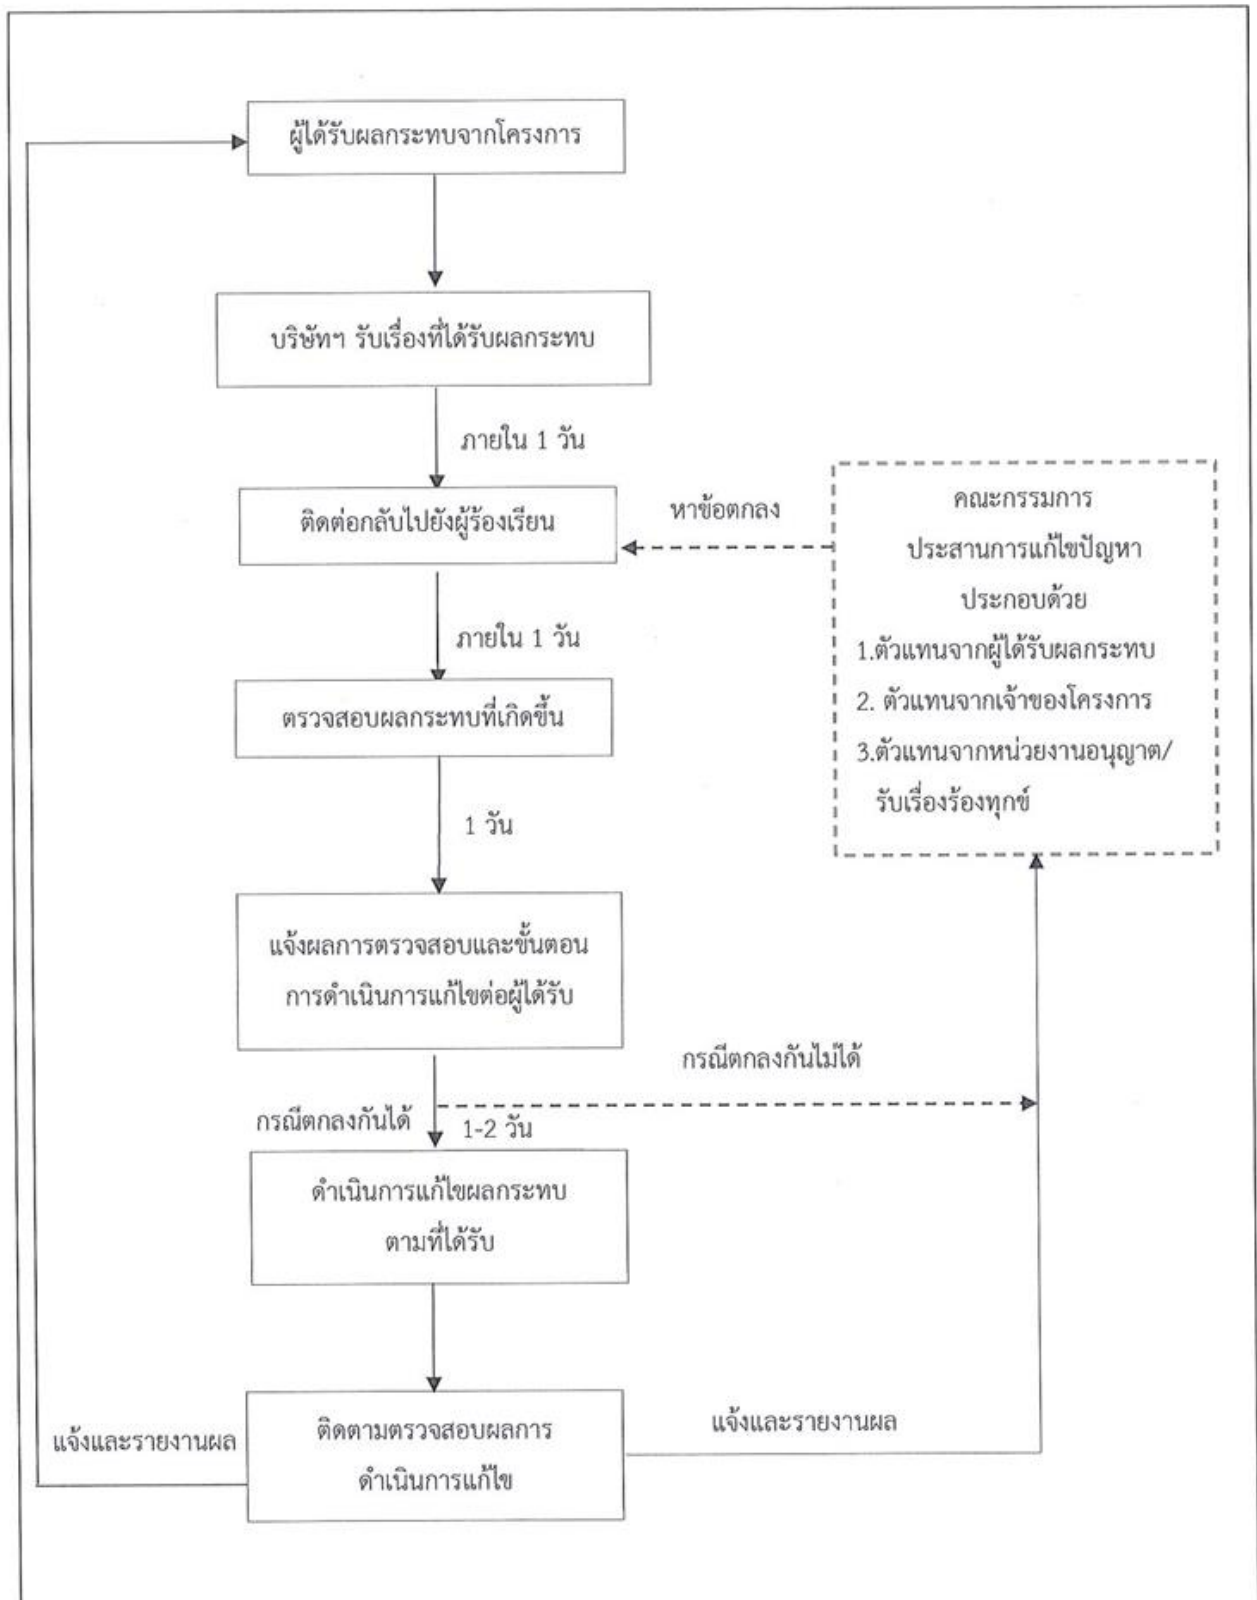 ผู้ได้รับผลกระทบจากโครงการ
บริษัทฯ รับเรื่องที่ได้รับผลกระทบ
ภายใน 1 วัน
ติดต่อกลับไปยังผู้ร้องเรียน
หาข้อตกลง
คณะกรรมการ
ประสานการแก้ไขปัญหา
ประกอบด้วย
1.ตัวแทนจากผู้ได้รับผลกระทบ
2. ตัวแทนจากเจ้าของโครงการ
3.ตัวแทนจากหน่วยงานอนุญาต/
รับเรื่องร้องทุกข์
ภายใน 1 วัน
ตรวจสอบผลกระทบที่เกิดขึ้น
1 วัน
แจ้งผลการตรวจสอบและขั้นตอน
การดำเนินการแก้ไขต่อผู้ได้รับ
กรณีตกลงกันไม่ได้
กรณีตกลงกันได้
1-2 วัน
ดำเนินการแก้ไขผลกระทบ
ตามที่ได้รับ
แจ้งและรายงานผล
ติดตามตรวจสอบผลการ
ดำเนินการแก้ไข
แจ้งและรายงานผล